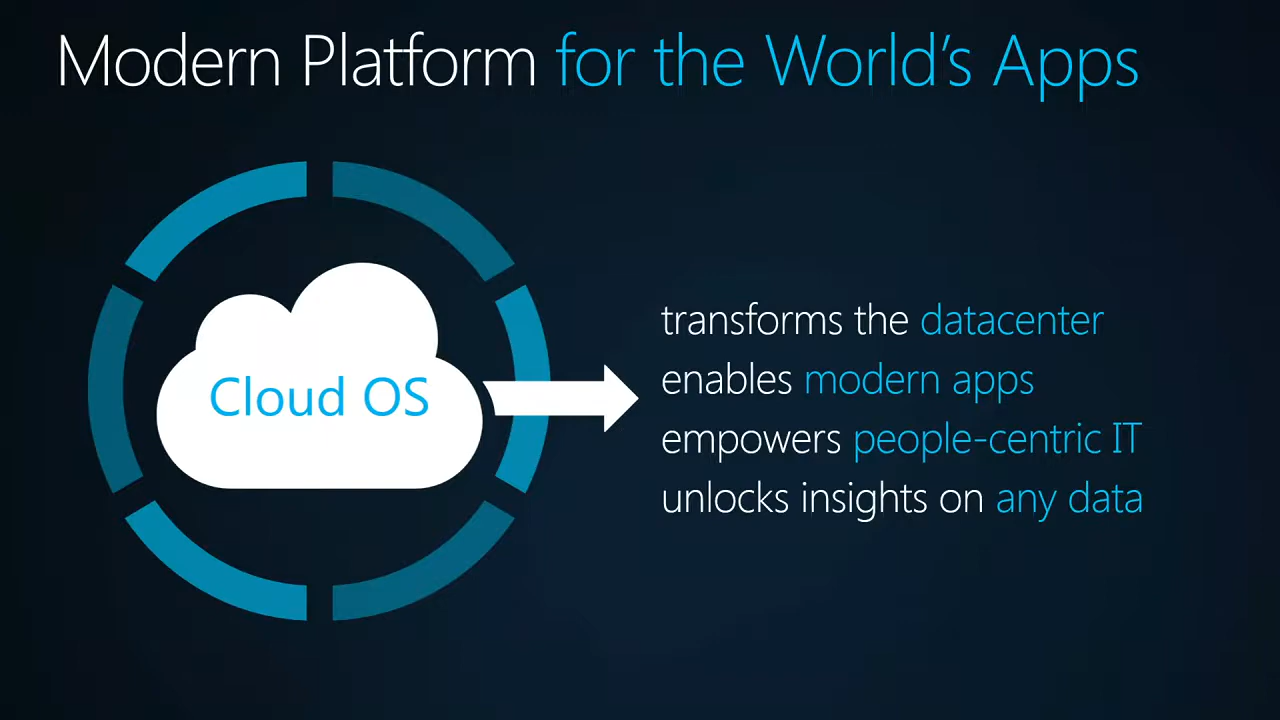 Modern Platform for the World's Apps
Cloud OS
transforms the datacenter
enables modern apps
empowers people-centric IT
unlocks insights on any data